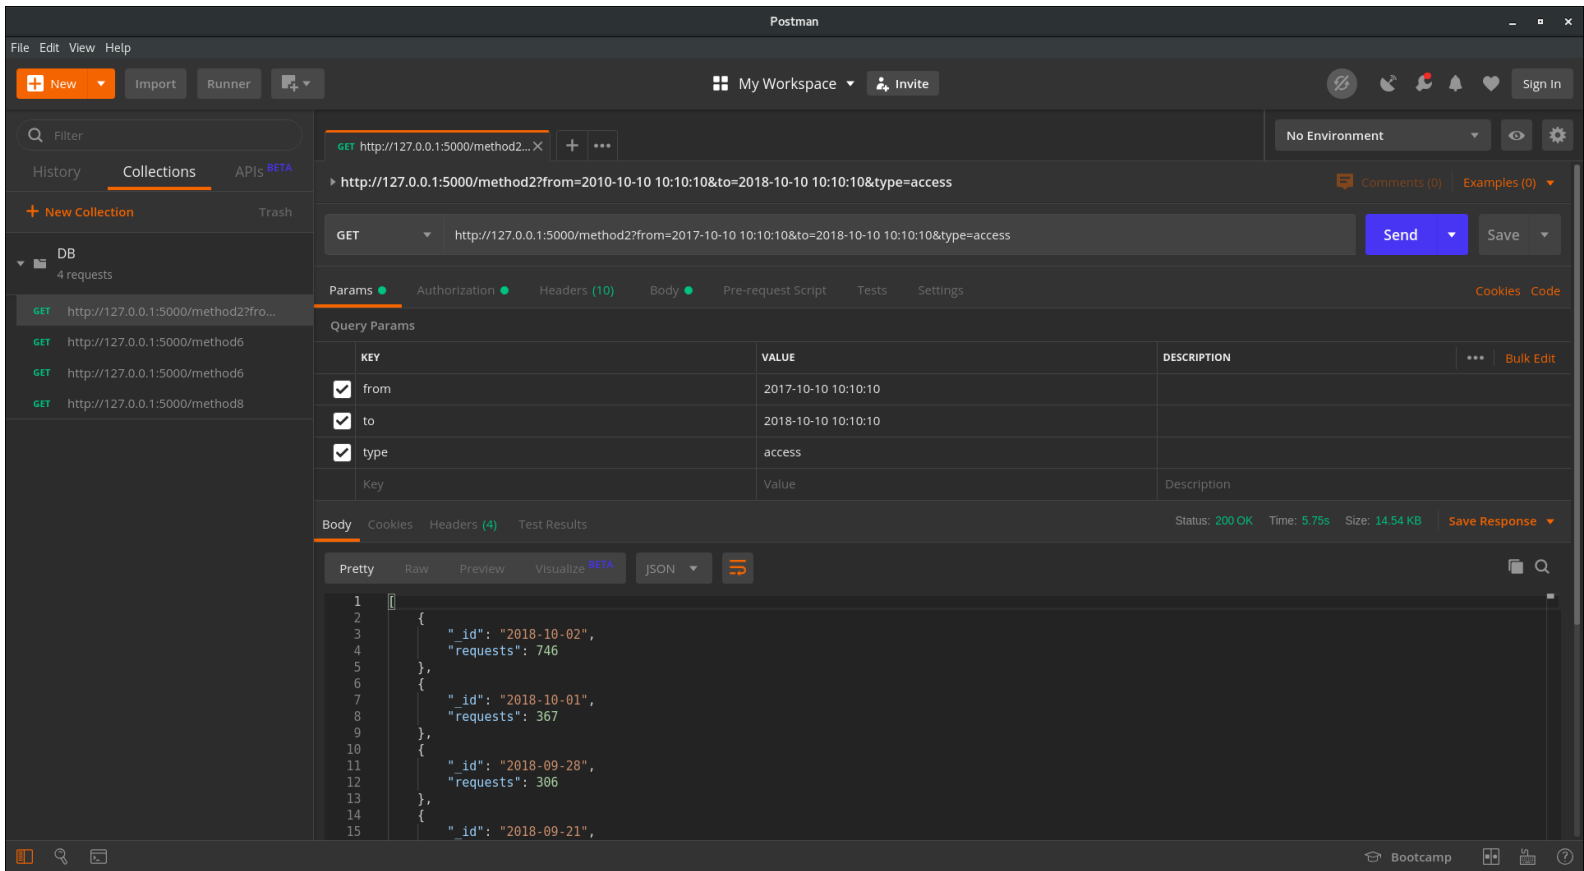 Postman
File Edit View Help
New Import Runner My Workspace Invite Sign In
Filter
History Collections APIs BETA
New Collection Trash
DB
4 requests
GET http://127.0.0.1:5000/method2?fro...
GET http://127.0.0.1:5000/method6
GET http://127.0.0.1:5000/method6
GET http://127.0.0.1:5000/method8
GET http://127.0.0.1:5000/method2...
No Environment
http://127.0.0.1:5000/method2?from=2010-10-10 10:10:10&to=2018-10-10 10:10:10&type=access
Comments (0) Examples (0)
GET http://127.0.0.1:5000/method2?from=2017-10-10 10:10:10&to=2018-10-10 10:10:10&type=access Send Save
Params Authorization Headers (10) Body Pre-request Script Tests Settings Cookies Code
Query Params
KEY VALUE DESCRIPTION Bulk Edit
from 2017-10-10 10:10:10
to 2018-10-10 10:10:10
type access
Key Value Description
Body Cookies Headers (4) Test Results Status: 200 OK Time: 5.75s Size: 14.54 KB Save Response
Pretty Raw Preview Visualize BETA JSON
1 [
2 {
3 "_id": "2018-10-02",
4 "requests": 746
5 },
6 {
7 "_id": "2018-10-01",
8 "requests": 367
9 },
10 {
11 "_id": "2018-09-28",
12 "requests": 306
13 },
14 {
15 "_id": "2018-09-21",
Bootcamp